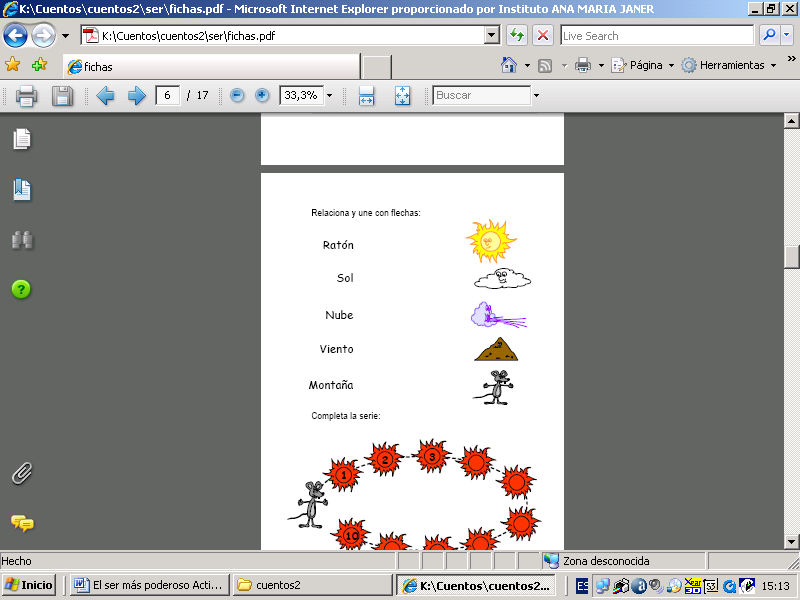 K:\Cuentos\cuentos2\ser\fichas.pdf - Microsoft Internet Explorer proporcionado por Instituto ANA MARIA JANER
K:\Cuentos\cuentos2\ser\fichas.pdf
Live Search
fichas
Página
Herramientas
6 / 17
33,3%
Buscar
Relaciona y une con flechas:
Ratón
Sol
Nube
Viento
Montaña
Completa la serie:
1
2
3
10
Hecho
Zona desconocida
Inicio
El ser más poderoso Acti...
cuentos2
K:\Cuentos\cuentos2...
ES
15:13